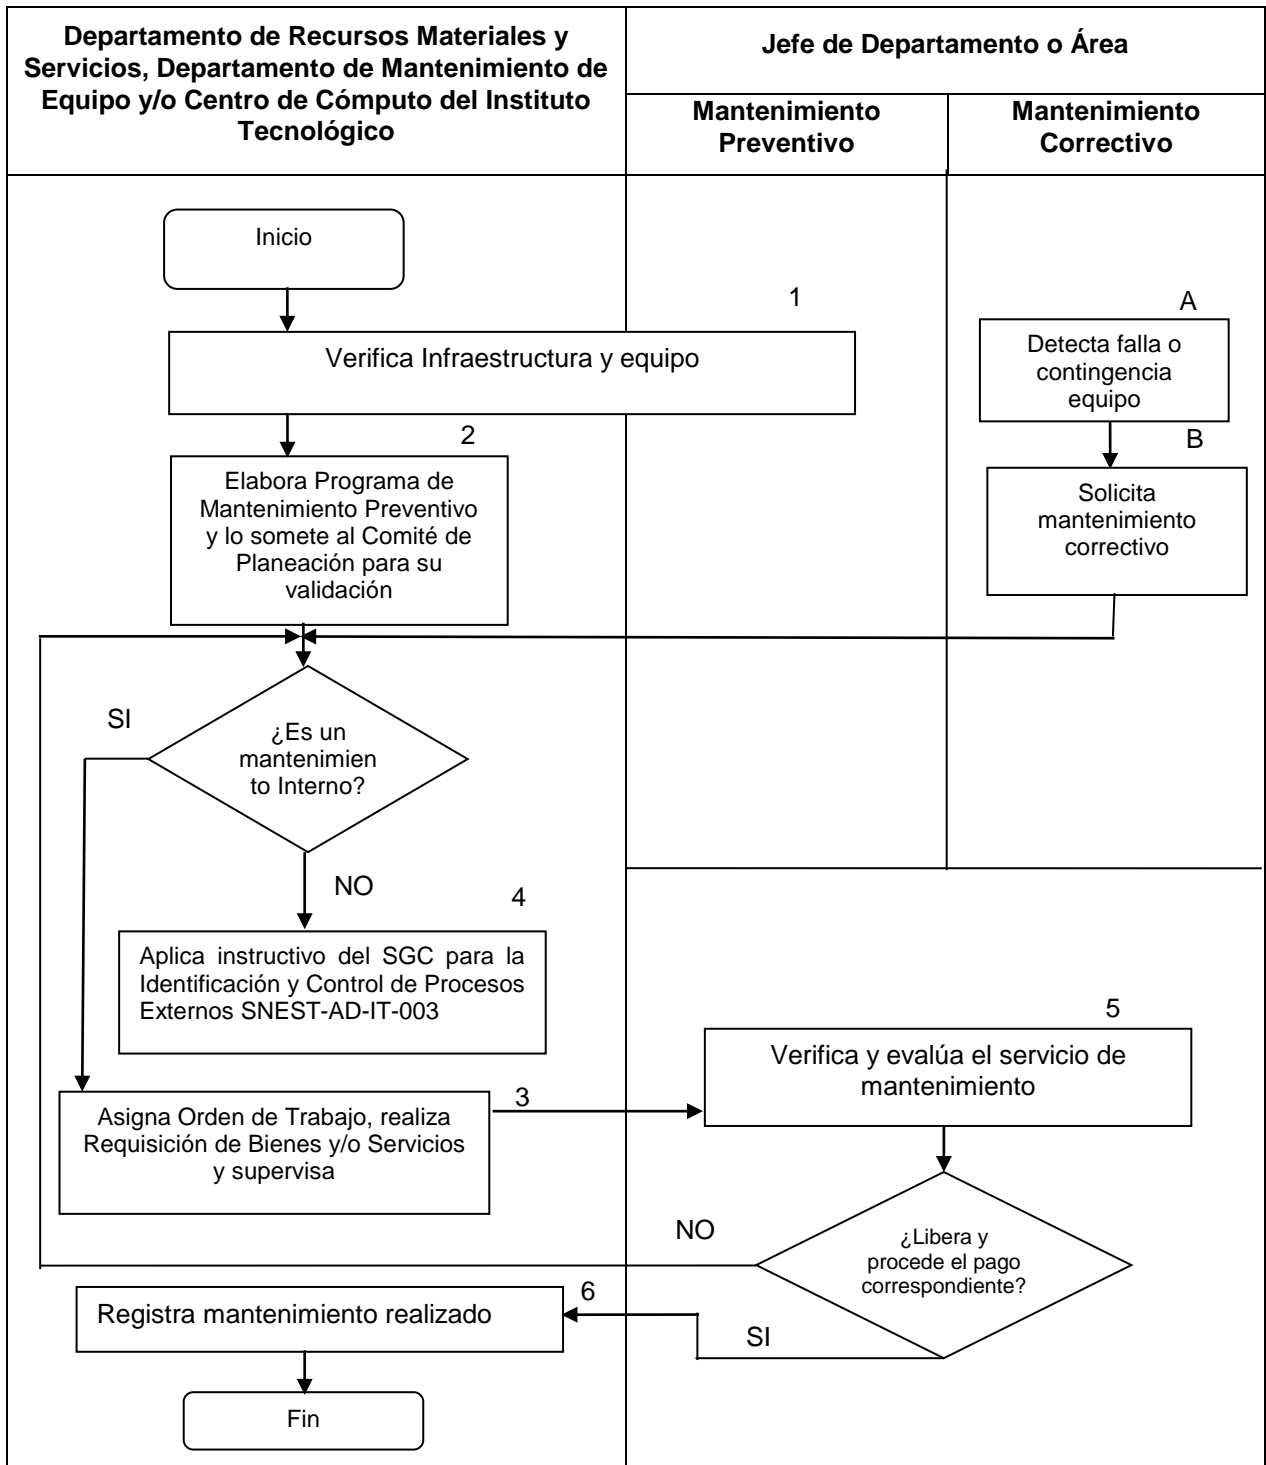 Departamento de Recursos Materiales y
Servicios, Departamento de Mantenimiento de
Equipo y/o Centro de Cómputo del Instituto
Tecnológico
Jefe de Departamento o Área
Mantenimiento
Preventivo
Mantenimiento
Correctivo
Inicio
1
Verifica Infraestructura y equipo
A
Detecta falla o
contingencia
equipo
2
Elabora Programa de
Mantenimiento Preventivo
y lo somete al Comité de
Planeación para su
validación
B
Solicita
mantenimiento
correctivo
SI
¿Es un
mantenimien
to Interno?
NO
4
Aplica instructivo del SGC para la
Identificación y Control de Procesos
Externos SNEST-AD-IT-003
3
Asigna Orden de Trabajo, realiza
Requisición de Bienes y/o Servicios
y supervisa
5
Verifica y evalúa el servicio de
mantenimiento
NO
¿Libera y
procede el pago
correspondiente?
SI
6
Registra mantenimiento realizado
Fin